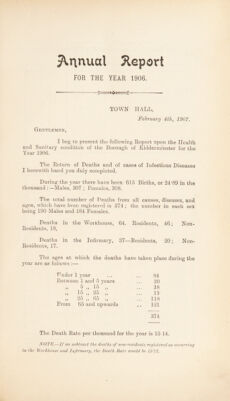 Annual Report
FOR THE YEAR 1906.
TOWN HALL,
February 4th, 1907.
GENTLEMEN,
I beg to present the following Report upon the Health
and Sanitary condition of the Borough of Kidderminster for the
Year 1906.
The Return of Deaths and of cases of Infectious Diseases
I herewith hand you duly completed.
During the year there have been 615 Births, or 24·09 in the
thousand:—Males, 307; Females, 308.
The total number of Deaths from all causes, diseases, and
ages, which have been registered is 374; the number in each sex
being 190 Males and 184 Females.
Deaths in the Workhouse, 64. Residents, 46; Non-
Residents, 18.
Deaths in the Infirmary, 37—Residents, 20; Non-
Residents, 17.
The ages at which the deaths have taken place during the
year are as follows:—
Under 1 year ... 84
Between 1 and 5 years ... 20
„ 5 „ 15 „ ... 18
„ 15 „ 25 „ ... 13
„ 25 „ 65 „ ... 118
From 65 and upwards ... 121
374
The Death Rate per thousand for the year is
NOTE.—If we subtract the deaths of non-residents registered as occurring
in the Workhouse and Infirmary, the Death Rate would be